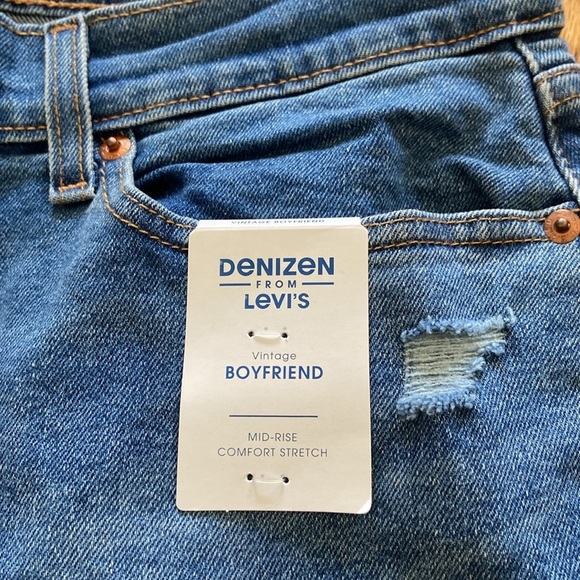 VINTAGE BOYFRIEND
DENIZEN
FROM
LEVI'S
Vintage
BOYFRIEND
MID-RISE
COMFORT STRETCH